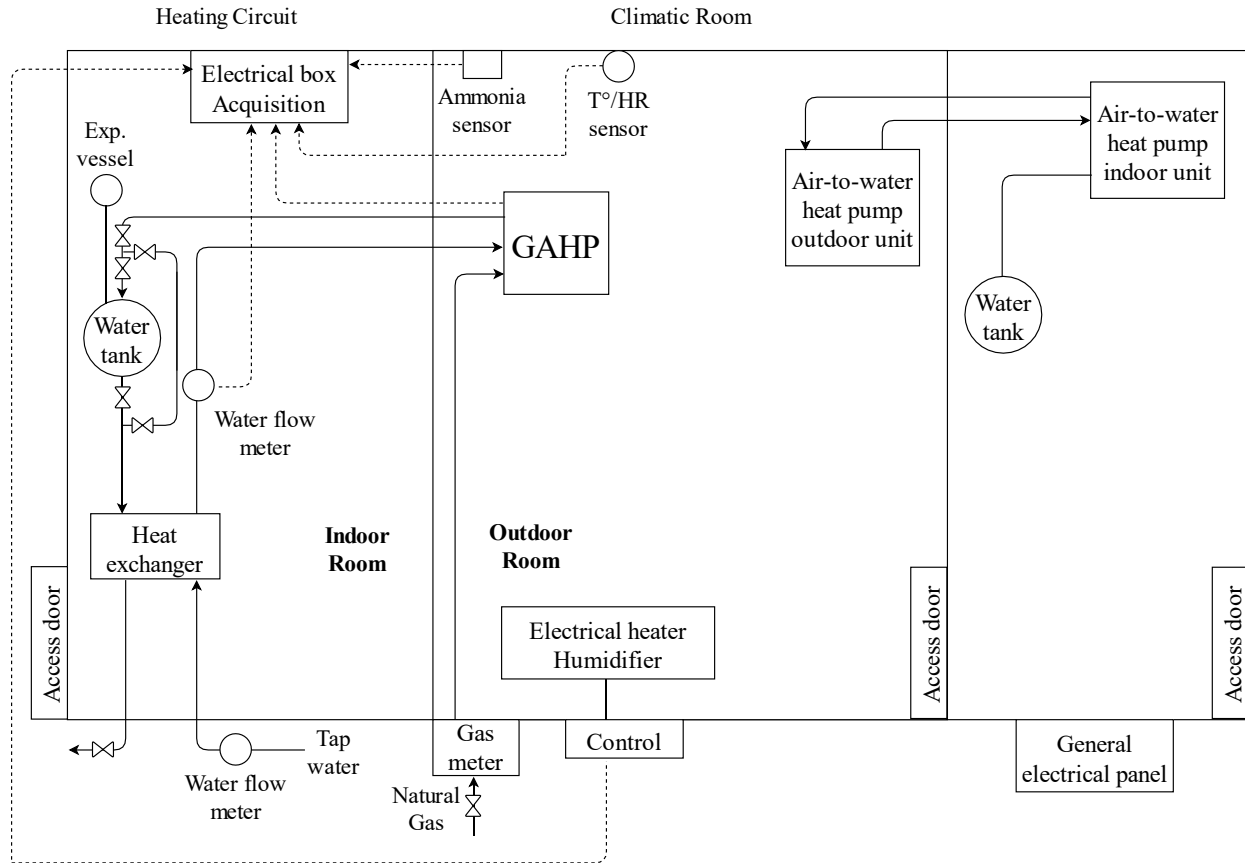 Heating Circuit
Climatic Room
Electrical box
Acquisition
Ammonia
sensor
T°/HR
sensor
Air-to-water
heat pump
indoor unit
Exp.
vessel
Air-to-water
heat pump
outdoor unit
GAHP
Water
tank
Water
tank
Water flow
meter
Heat
exchanger
Indoor
Room
Outdoor
Room
Access door
Electrical heater
Humidifier
Access door
Access door
Tap
water
Water flow
meter
Gas
meter
Control
General
electrical panel
Natural
Gas